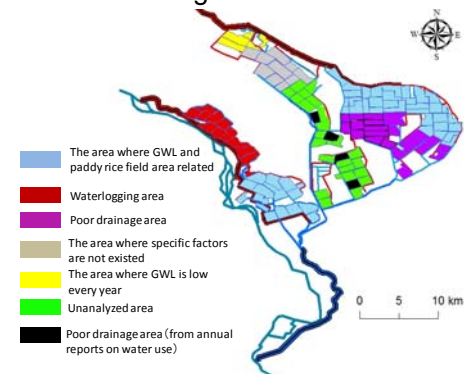 N
W E
S
The area where GWL and
paddy rice field area related
Waterlogging area
Poor drainage area
The area where specific factors
are not existed
The area where GWL is low
every year
Unanalyzed area
Poor drainage area（from annual
reports on water use）
0 5 10 km